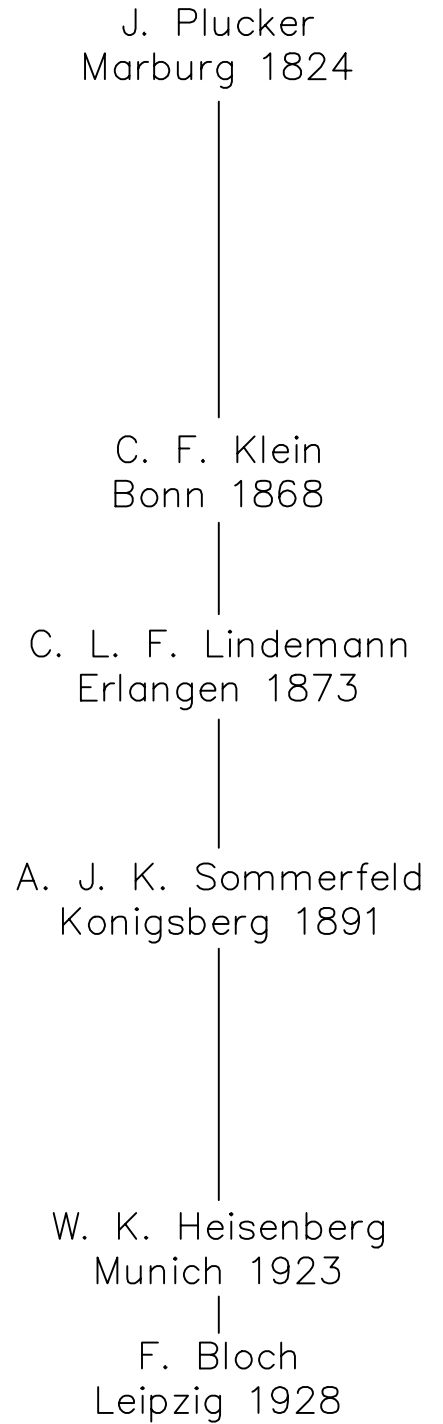 J. Plucker
Marburg 1824
C. F. Klein
Bonn 1868
C. L. F. Lindemann
Erlangen 1873
A. J. K. Sommerfeld
Konigsberg 1891
W. K. Heisenberg
Munich 1923
F. Bloch
Leipzig 1928